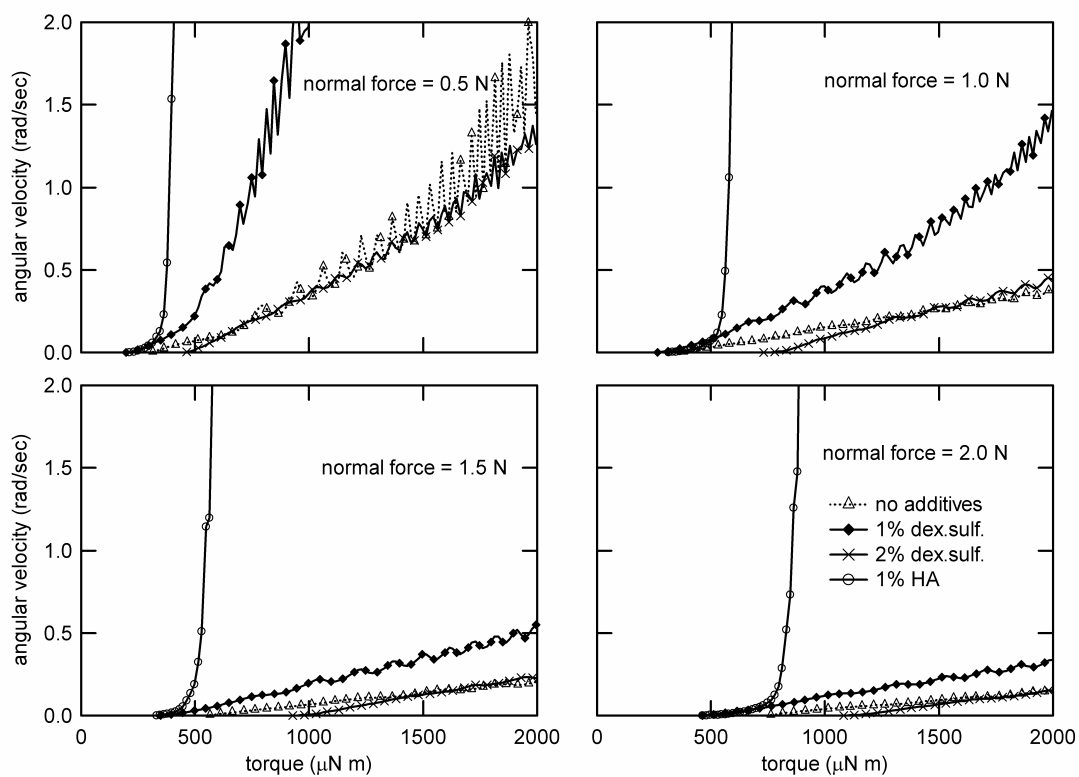 2.0
1.5
1.0
0.5
0.0
angular velocity (rad/sec)
normal force = 0.5 N
normal force = 1.0 N
2.0
1.5
1.0
0.5
0.0
angular velocity (rad/sec)
normal force = 1.5 N
normal force = 2.0 N
no additives
1% dex.sulf.
2% dex.sulf.
1% HA
0 500 1000 1500 2000
torque (μN m)
0 500 1000 1500 2000
torque (μN m)